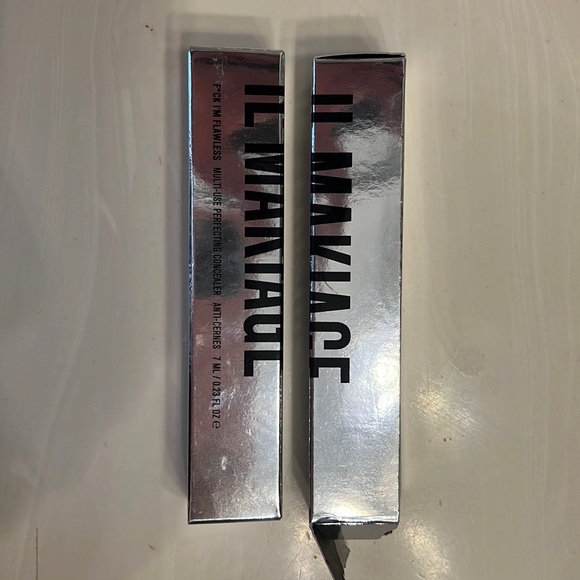 IL MAKIAGE
F*CK I'M FLAWLESS MULTI-USE PERFECTING CONCEALER ANTI-CERNES 7 ML / 0.23 FL OZ ℮
IL MAKIAGE